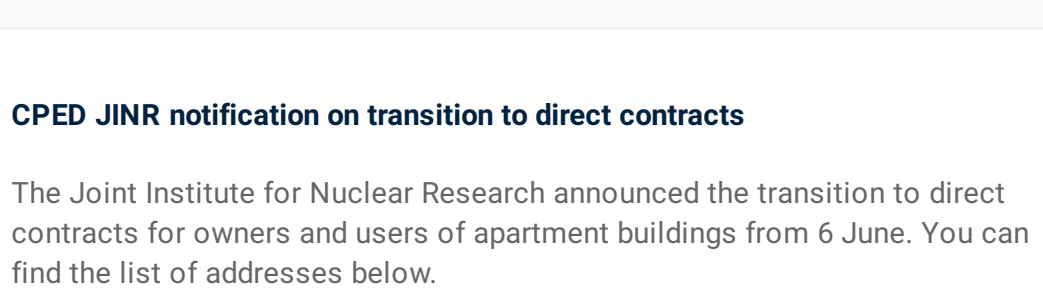 CPED JINR notification on transition to direct contracts
The Joint Institute for Nuclear Research announced the transition to direct
contracts for owners and users of apartment buildings from 6 June. You can
find the list of addresses below.